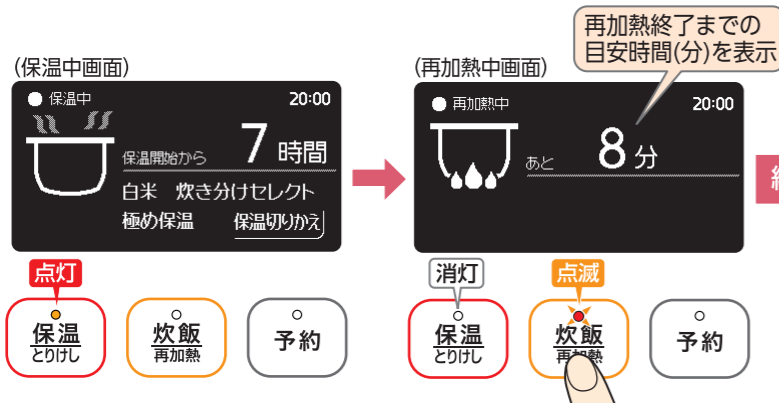 再加熱終了までの
目安時間(分)を表示
(保温中画面)
保温中 20:00
保温開始から 7 時間
白米 炊き分けセレクト
極め保温 保温切りかえ
点灯
保温
とりけし
炊飯
再加熱
予約
(再加熱中画面)
再加熱中 20:00
あと 8 分
消灯
点滅
保温
とりけし
炊飯
再加熱
予約